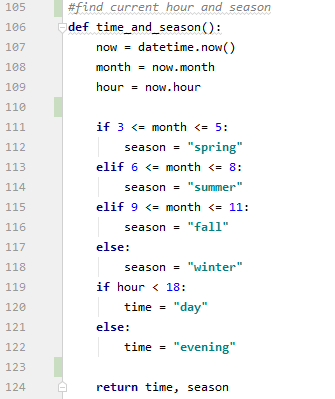 105 #find current hour and season
106 def time_and_season():
107     now = datetime.now()
108     month = now.month
109     hour = now.hour
110
111     if 3 <= month <= 5:
112         season = "spring"
113     elif 6 <= month <= 8:
114         season = "summer"
115     elif 9 <= month <= 11:
116         season = "fall"
117     else:
118         season = "winter"
119     if hour < 18:
120         time = "day"
121     else:
122         time = "evening"
123
124     return time, season